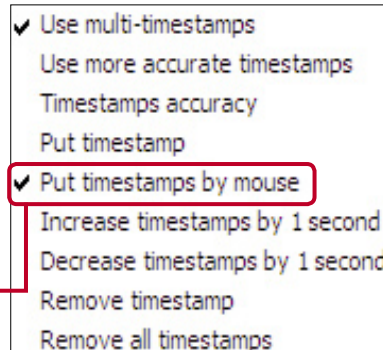 Use multi-timestamps
Use more accurate timestamps
Timestamps accuracy
Put timestamp
Put timestamps by mouse
Increase timestamps by 1 second
Decrease timestamps by 1 second
Remove timestamp
Remove all timestamps